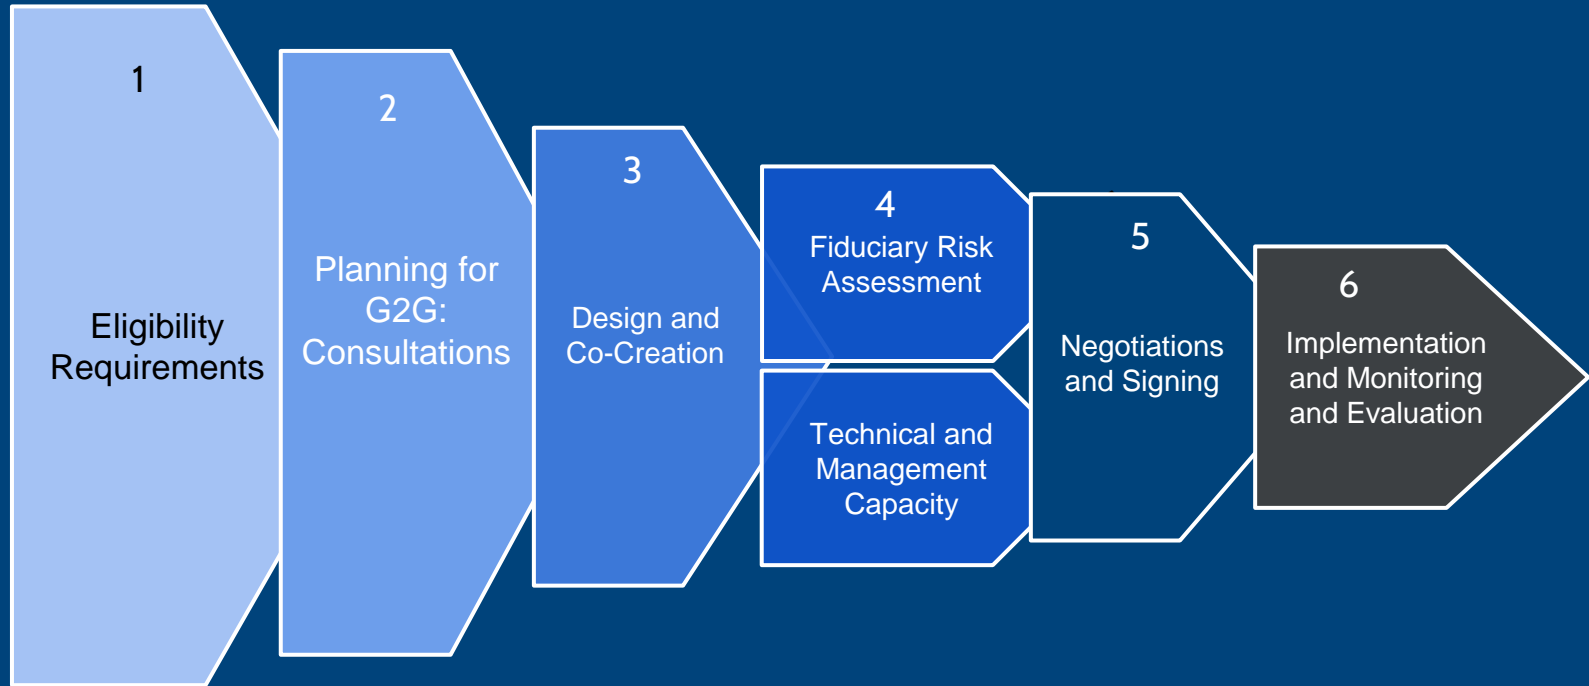 1
Eligibility
Requirements
2
Planning for
G2G:
Consultations
3
Design and
Co-Creation
4
Fiduciary Risk
Assessment
Technical and
Management
Capacity
5
Negotiations
and Signing
6
Implementation
and Monitoring
and Evaluation